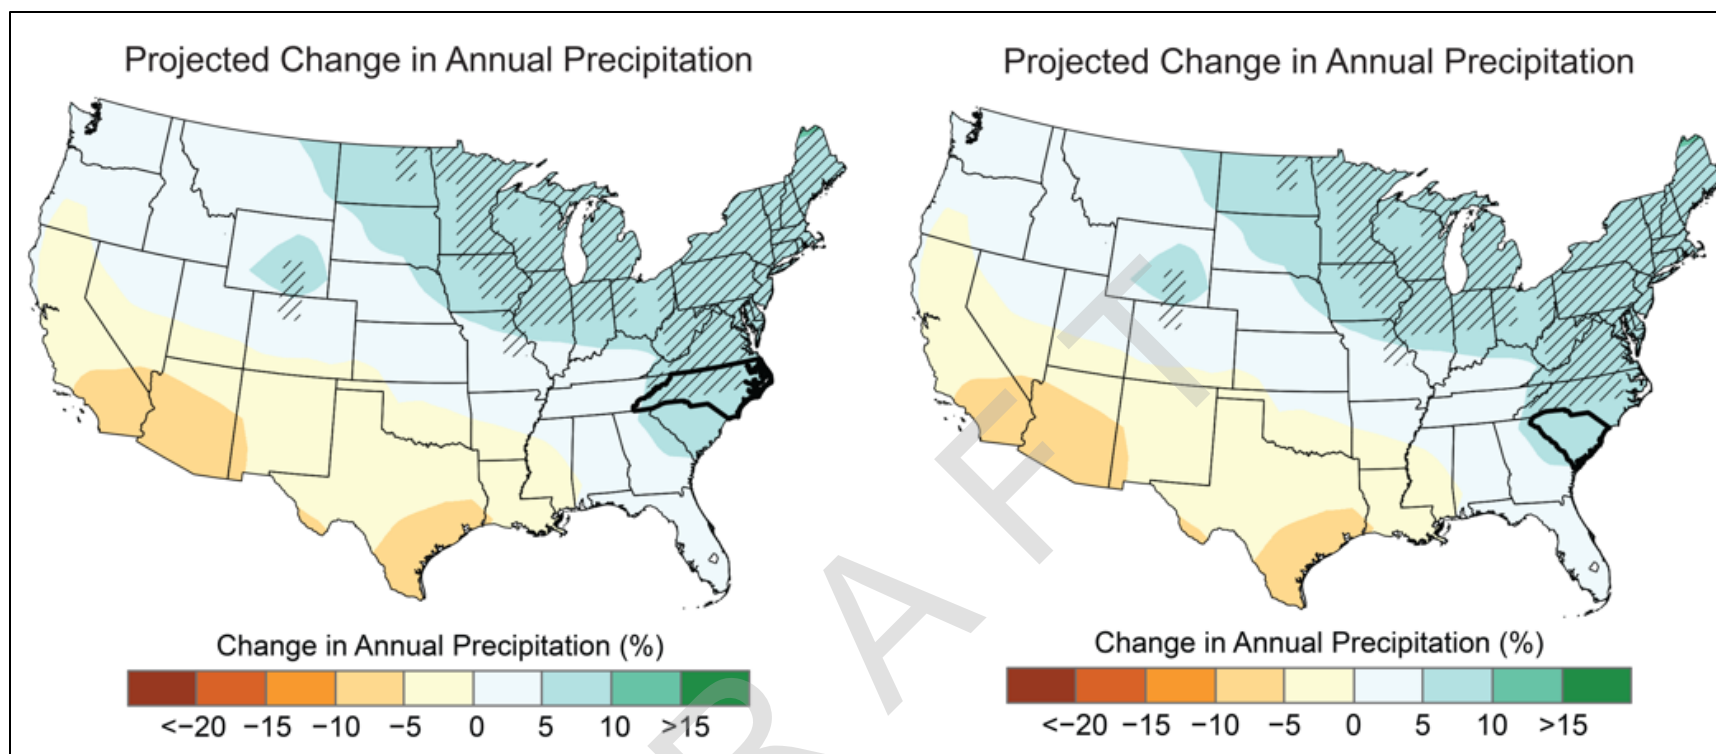 Projected Change in Annual Precipitation
Change in Annual Precipitation (%)
<−20 −15 −10 −5 0 5 10 >15
Projected Change in Annual Precipitation
Change in Annual Precipitation (%)
<−20 −15 −10 −5 0 5 10 >15
RAFT